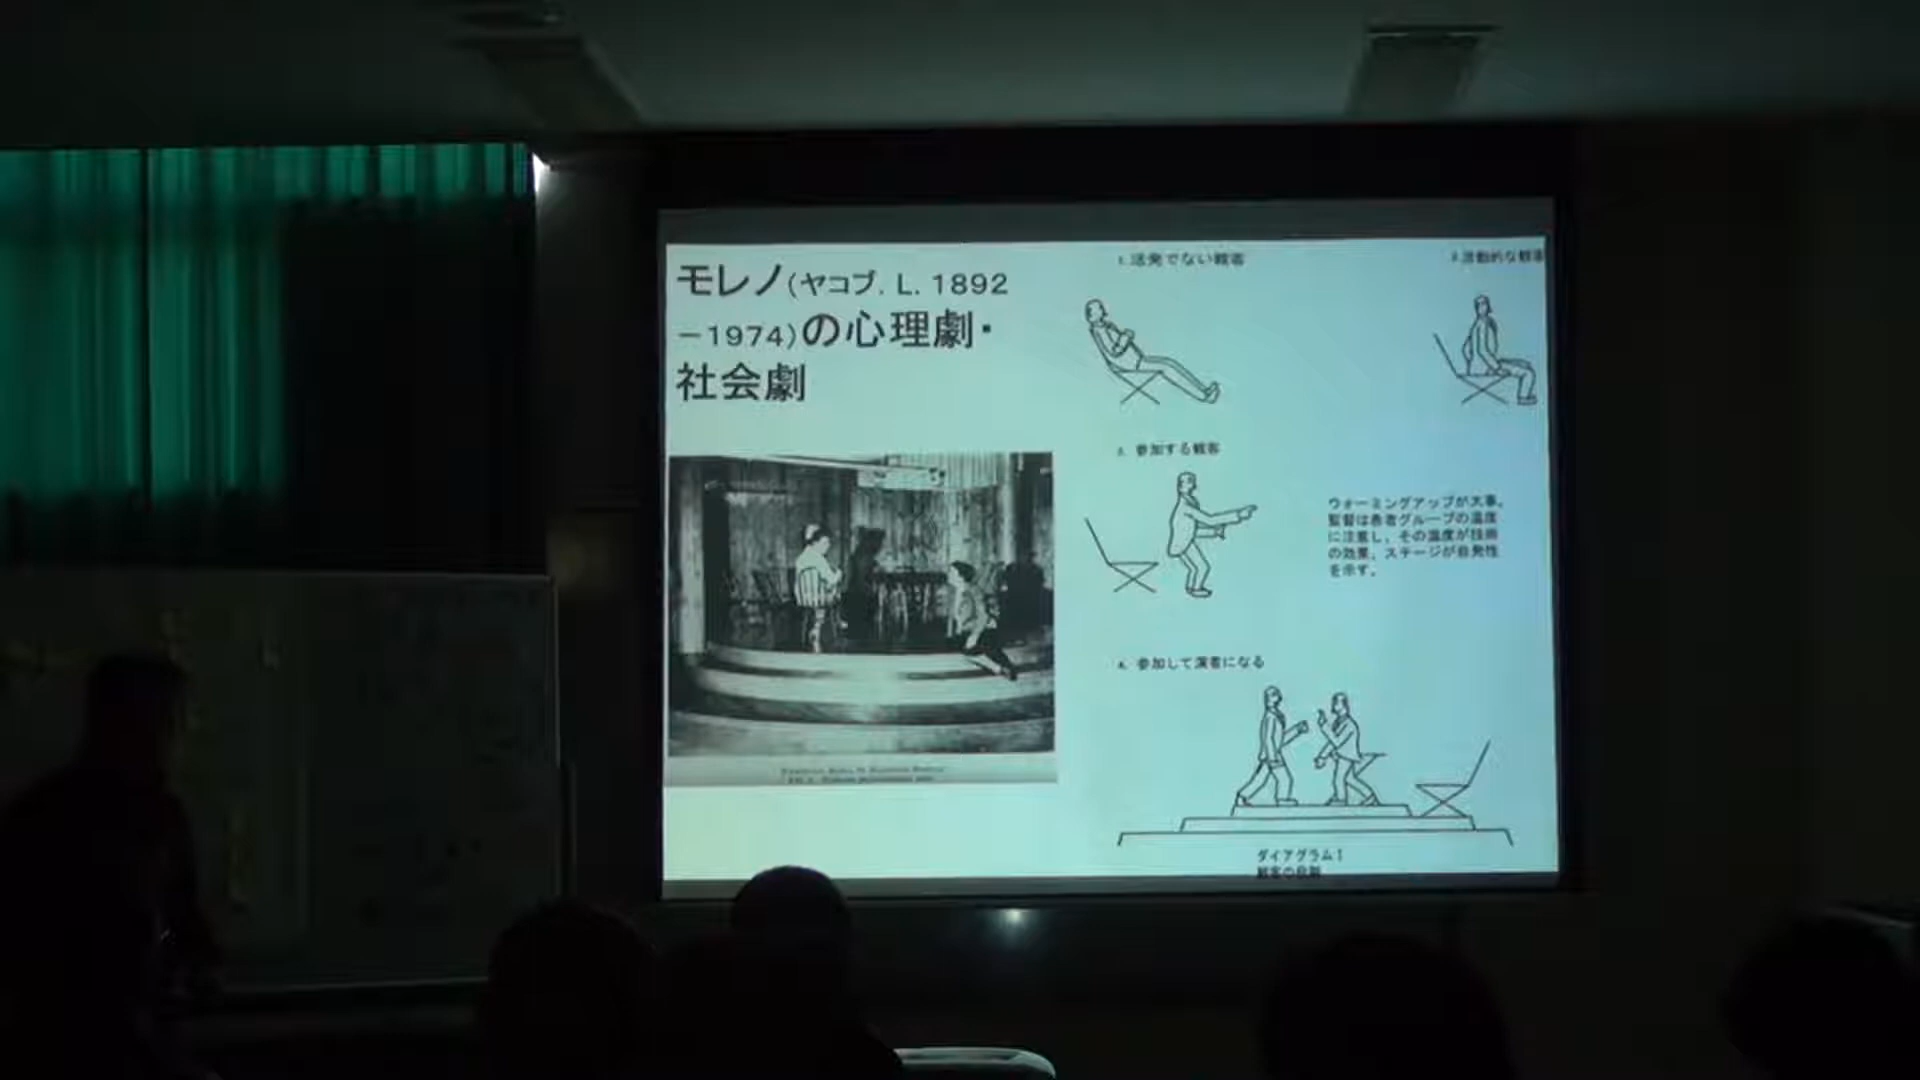 モレノ(ヤコブ. L. 1892
－1974)の心理劇・
社会劇
1. 活発でない観客
2. 活動的な観客
3. 参加する観客
ウォーミングアップが大事。
監督は患者グループの温度
に注意し、その温度が技術
の効果、ステージが自発性
を示す。
4. 参加して演者になる
ダイアグラム I
観客の役割